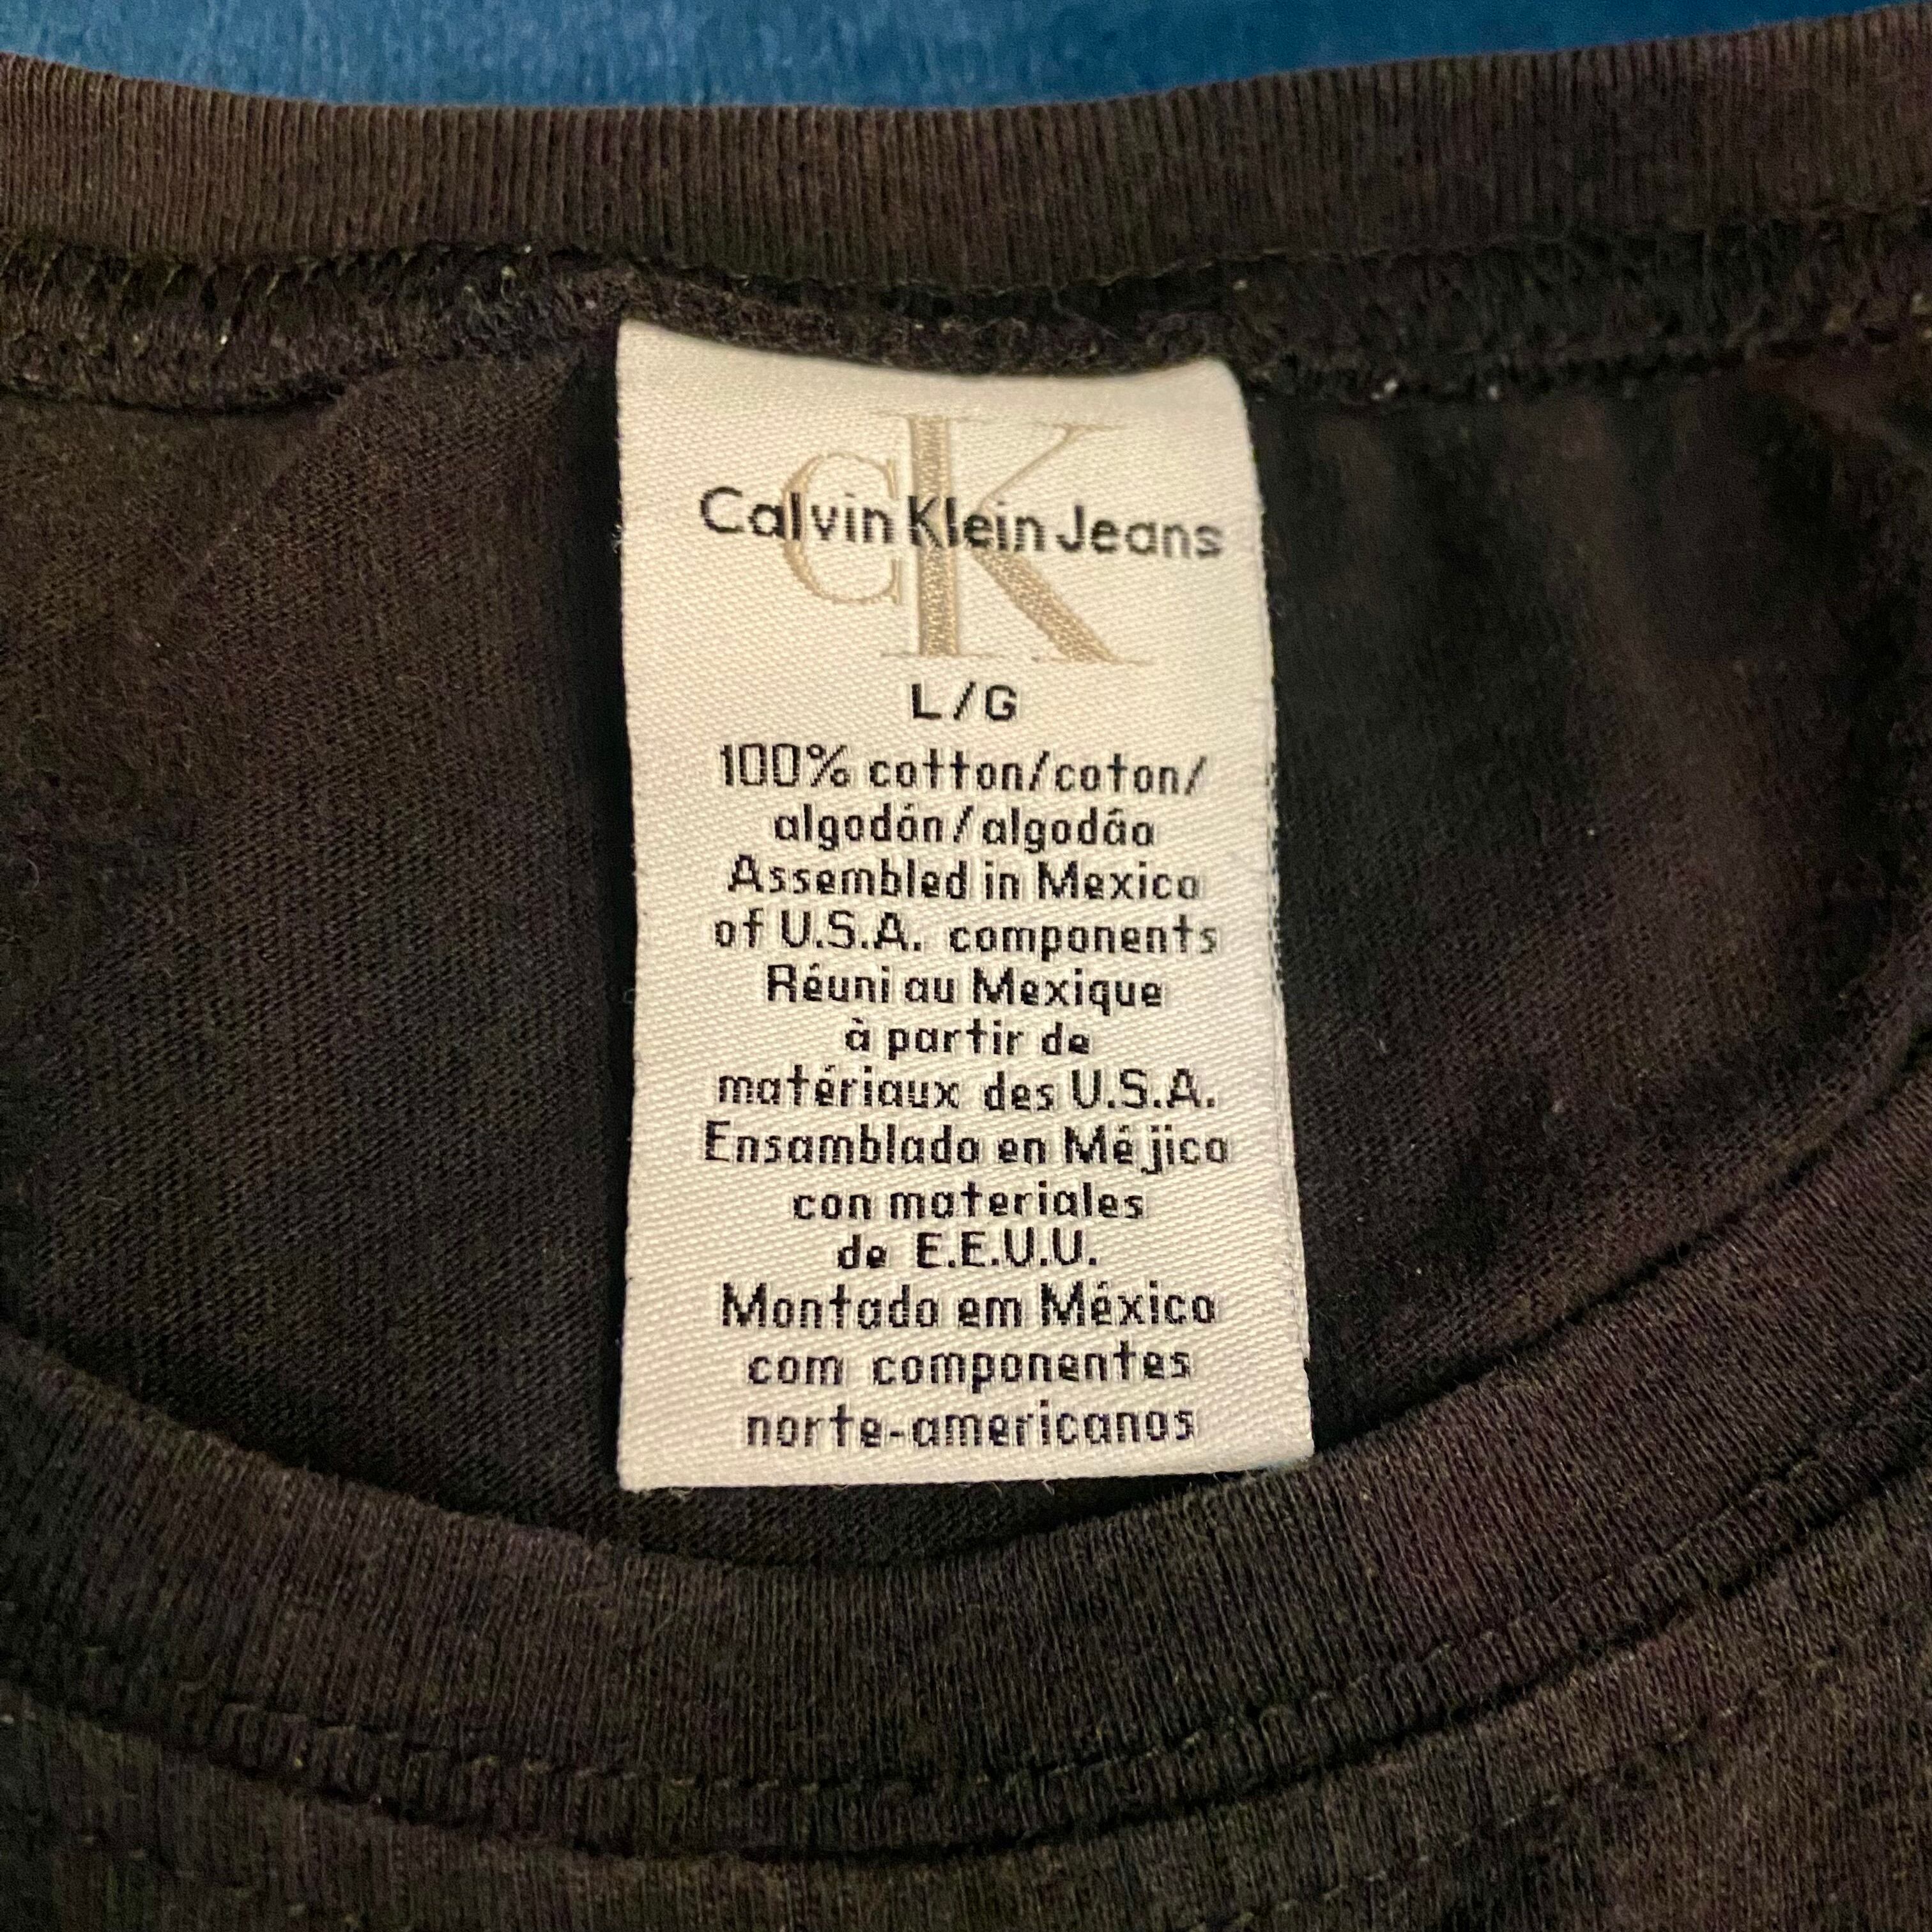 CK
Calvin Klein Jeans
L/G
100% cotton/coton/
algodón/algodão
Assembled in Mexico
of U.S.A. components
Réuni au Mexique
à partir de
matériaux des U.S.A.
Ensamblado en Méjico
con materiales
de E.E.U.U.
Montado em México
com componentes
norte-americanos